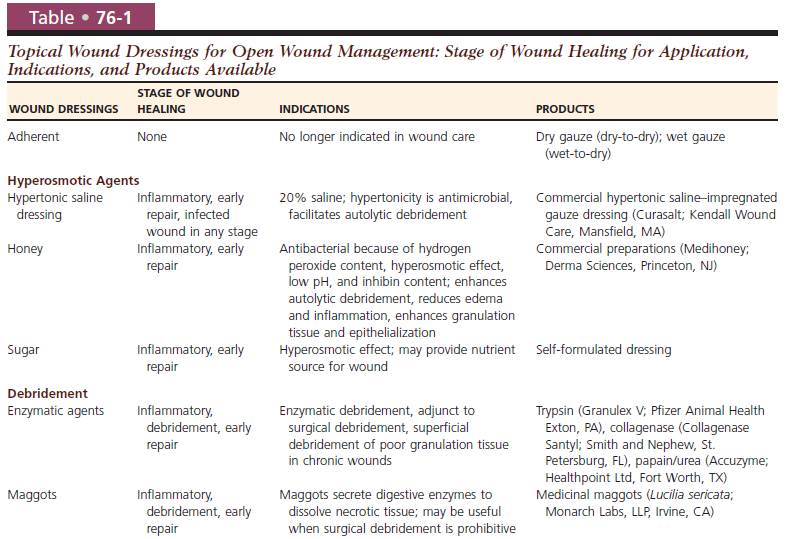 Table • 76-1
Topical Wound Dressings for Open Wound Management: Stage of Wound Healing for Application,
Indications, and Products Available
WOUND DRESSINGS
STAGE OF WOUND
HEALING
INDICATIONS
PRODUCTS
Adherent
None
No longer indicated in wound care
Dry gauze (dry-to-dry); wet gauze
(wet-to-dry)
Hyperosmotic Agents
Hypertonic saline
dressing
Inflammatory, early
repair, infected
wound in any stage
20% saline; hypertonicity is antimicrobial,
facilitates autolytic debridement
Commercial hypertonic saline–impregnated
gauze dressing (Curasalt; Kendall Wound
Care, Mansfield, MA)
Honey
Inflammatory, early
repair
Antibacterial because of hydrogen
peroxide content, hyperosmotic effect,
low pH, and inhibin content; enhances
autolytic debridement, reduces edema
and inflammation, enhances granulation
tissue and epithelialization
Commercial preparations (Medihoney;
Derma Sciences, Princeton, NJ)
Sugar
Inflammatory, early
repair
Hyperosmotic effect; may provide nutrient
source for wound
Self-formulated dressing
Debridement
Enzymatic agents
Inflammatory,
debridement, early
repair
Enzymatic debridement, adjunct to
surgical debridement, superficial
debridement of poor granulation tissue
in chronic wounds
Trypsin (Granulex V; Pfizer Animal Health
Exton, PA), collagenase (Collagenase
Santyl; Smith and Nephew, St.
Petersburg, FL), papain/urea (Accuzyme;
Healthpoint Ltd, Fort Worth, TX)
Maggots
Inflammatory,
debridement, early
repair
Maggots secrete digestive enzymes to
dissolve necrotic tissue; may be useful
when surgical debridement is prohibitive
Medicinal maggots (Lucilia sericata;
Monarch Labs, LLP, Irvine, CA)